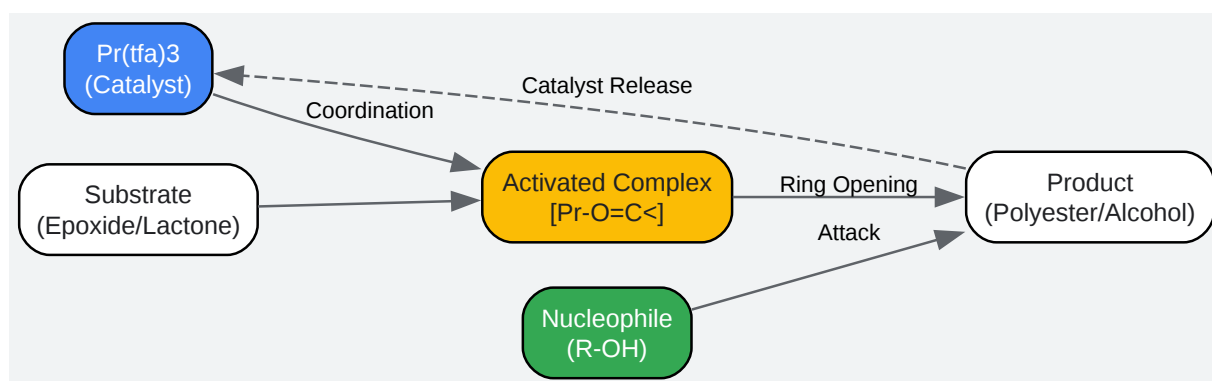 Pr(tfa)3
(Catalyst)
Catalyst Release
Coordination
Substrate
(Epoxide/Lactone)
Activated Complex
[Pr-O=C<]
Ring Opening
Product
(Polyester/Alcohol)
Attack
Nucleophile
(R-OH)